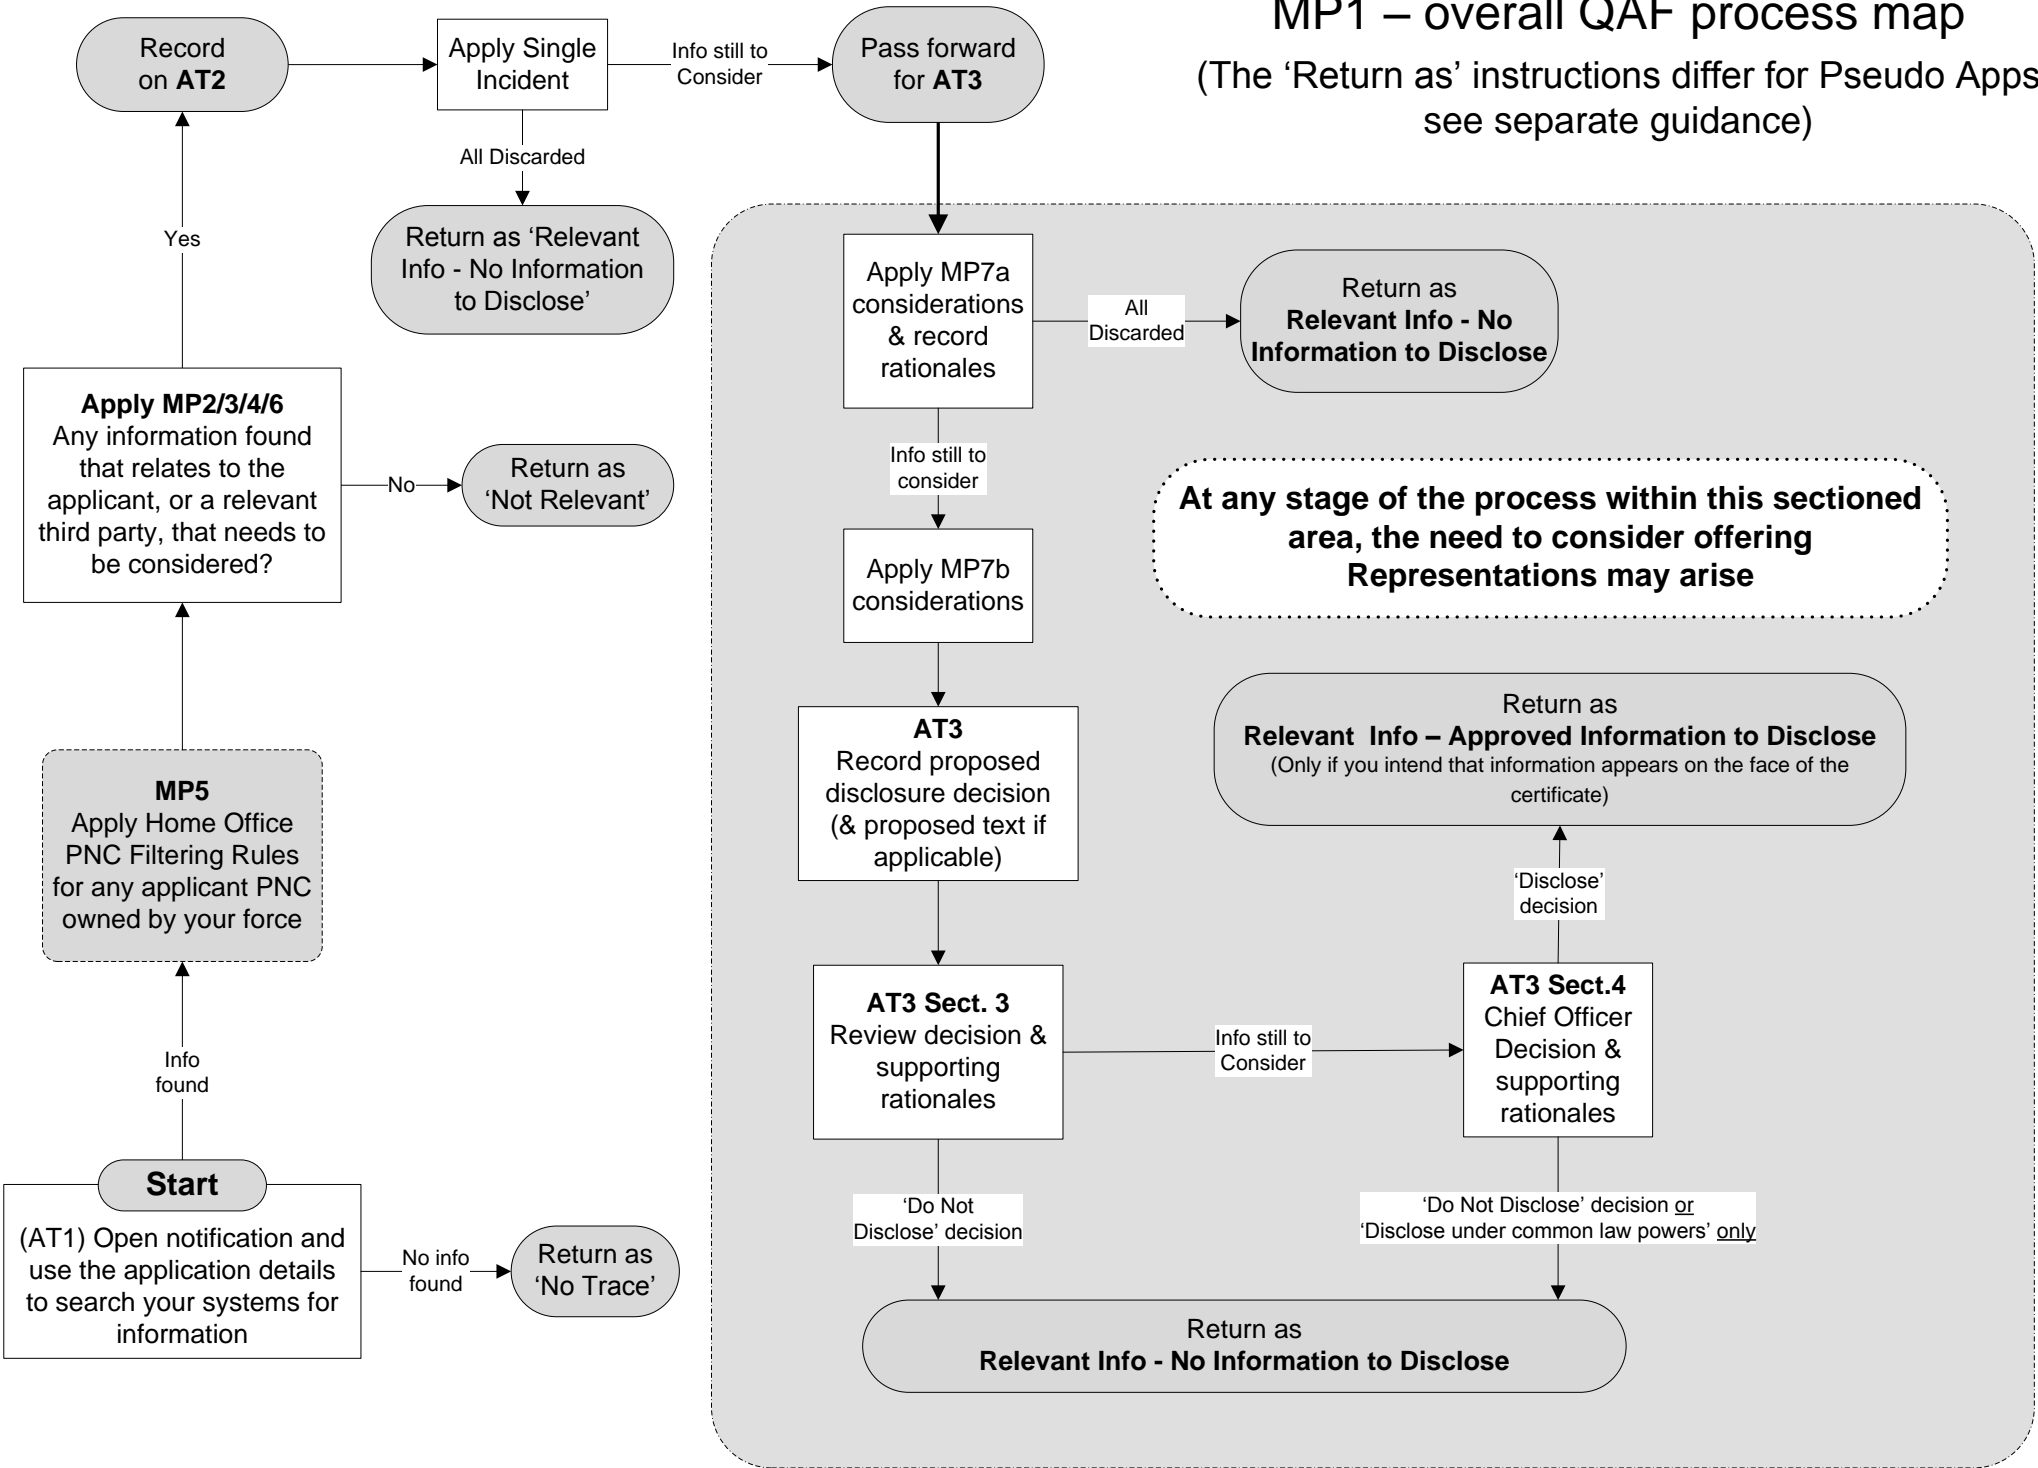 MP1 – overall QAF process map
(The ‘Return as’ instructions differ for Pseudo Apps
see separate guidance)
Record
on AT2
Apply Single
Incident
Info still to
Consider
Pass forward
for AT3
All Discarded
Return as ‘Relevant
Info - No Information
to Disclose’
Yes
Apply MP2/3/4/6
Any information found
that relates to the
applicant, or a relevant
third party, that needs to
be considered?
No
Return as
‘Not Relevant’
MP5
Apply Home Office
PNC Filtering Rules
for any applicant PNC
owned by your force
Info
found
Start
(AT1) Open notification and
use the application details
to search your systems for
information
No info
found
Return as
‘No Trace’
Apply MP7a
considerations
& record
rationales
All
Discarded
Return as
Relevant Info - No
Information to Disclose
Info still to
consider
At any stage of the process within this sectioned
area, the need to consider offering
Representations may arise
Apply MP7b
considerations
AT3
Record proposed
disclosure decision
(& proposed text if
applicable)
Return as
Relevant Info – Approved Information to Disclose
(Only if you intend that information appears on the face of the
certificate)
‘Disclose’
decision
AT3 Sect. 3
Review decision &
supporting
rationales
Info still to
Consider
AT3 Sect.4
Chief Officer
Decision &
supporting
rationales
‘Do Not
Disclose’ decision
‘Do Not Disclose’ decision or
‘Disclose under common law powers’ only
Return as
Relevant Info - No Information to Disclose